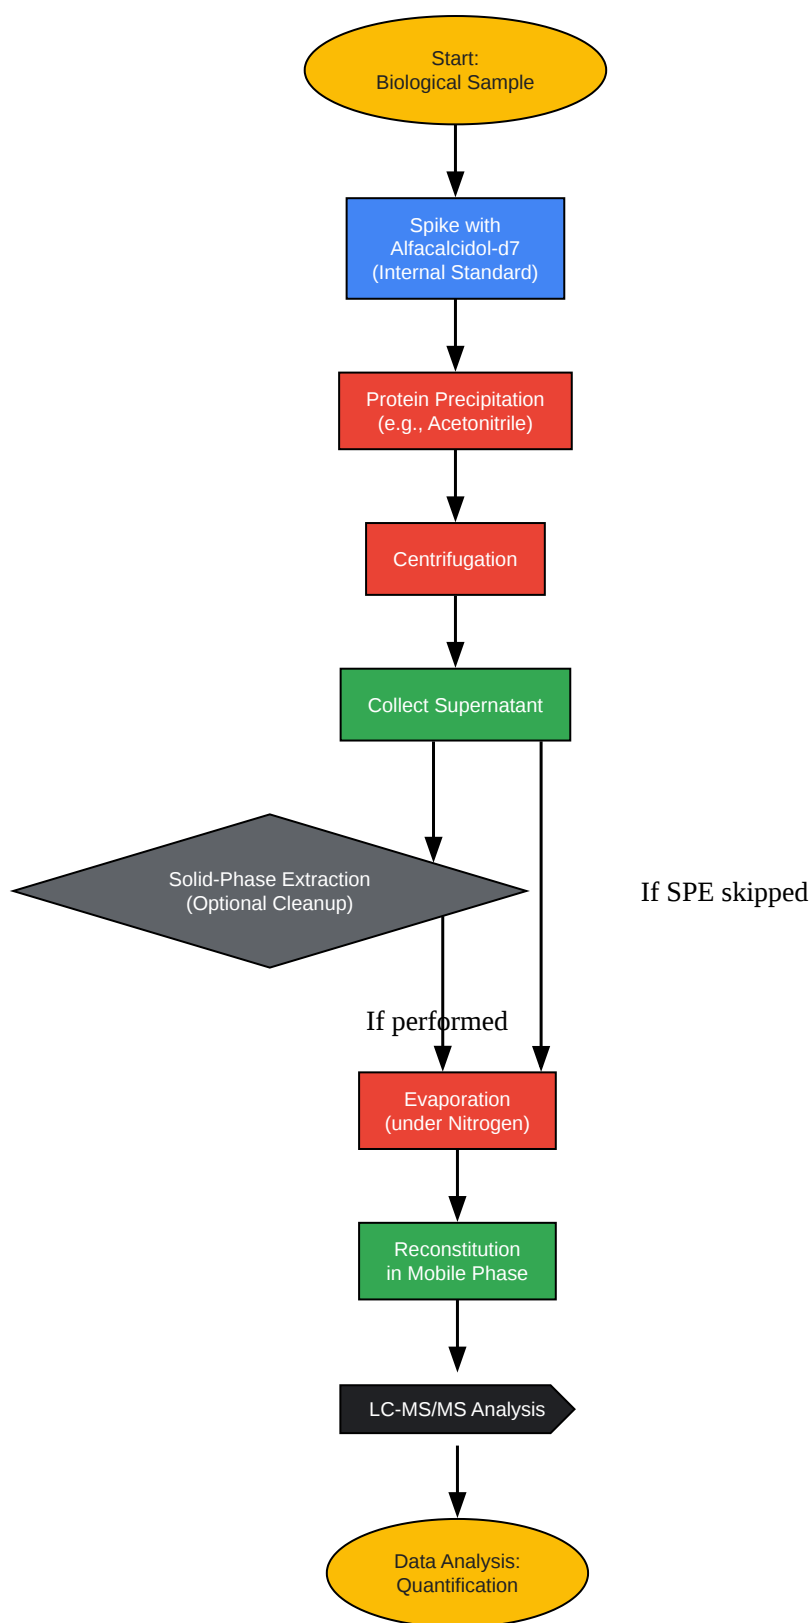 Start:
Biological Sample
Spike with
Alfacalcidol-d7
(Internal Standard)
Protein Precipitation
(e.g., Acetonitrile)
Centrifugation
Collect Supernatant
Solid-Phase Extraction
(Optional Cleanup)
If SPE skipped
If performed
Evaporation
(under Nitrogen)
Reconstitution
in Mobile Phase
LC-MS/MS Analysis
Data Analysis:
Quantification